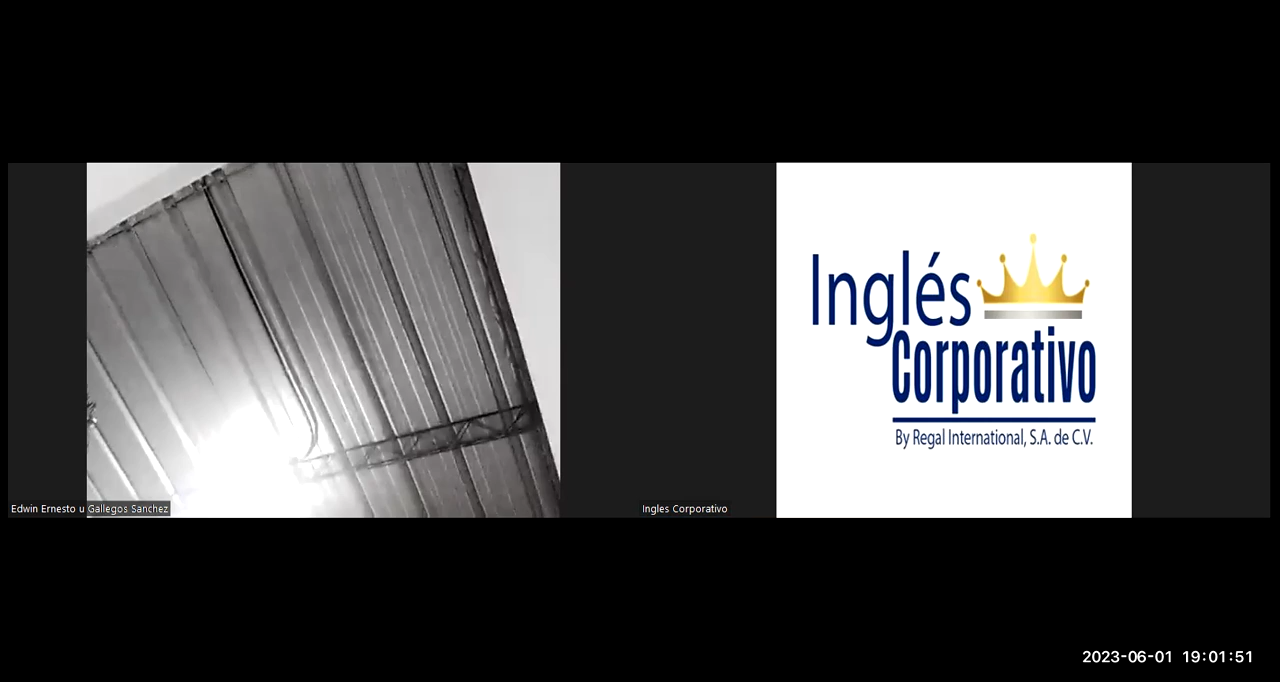 Inglés
Corporativo
By Regal International, S.A. de C.V.
Edwin Ernesto u Gallegos Sanchez
Ingles Corporativo
2023-06-01 19:01:51